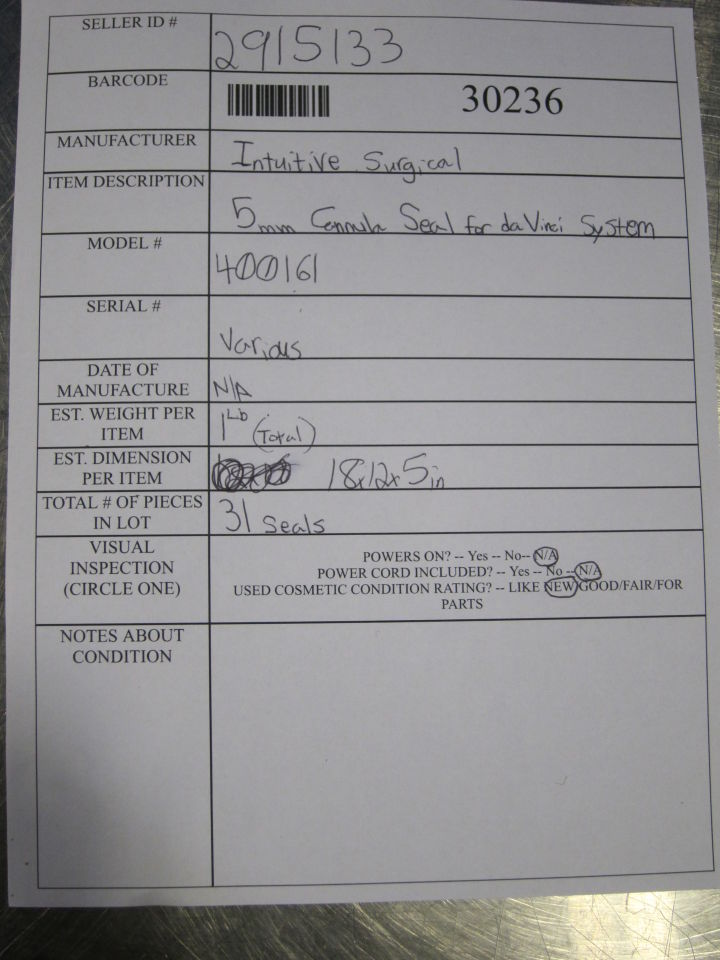 SELLER ID # 2915133
BARCODE 30236
MANUFACTURER Intuitive Surgical
ITEM DESCRIPTION 5mm Cannula Seal for da Vinci System
MODEL # 400161
SERIAL # Various
DATE OF
MANUFACTURE N/A
EST. WEIGHT PER
ITEM 1 Lb (Total)
EST. DIMENSION
PER ITEM 18x12x5in
TOTAL # OF PIECES
IN LOT 31 Seals
VISUAL
INSPECTION
(CIRCLE ONE)
POWERS ON? -- Yes -- No-- N/A
POWER CORD INCLUDED? -- Yes -- No -- N/A
USED COSMETIC CONDITION RATING? -- LIKE NEW/GOOD/FAIR/FOR
PARTS
NOTES ABOUT
CONDITION